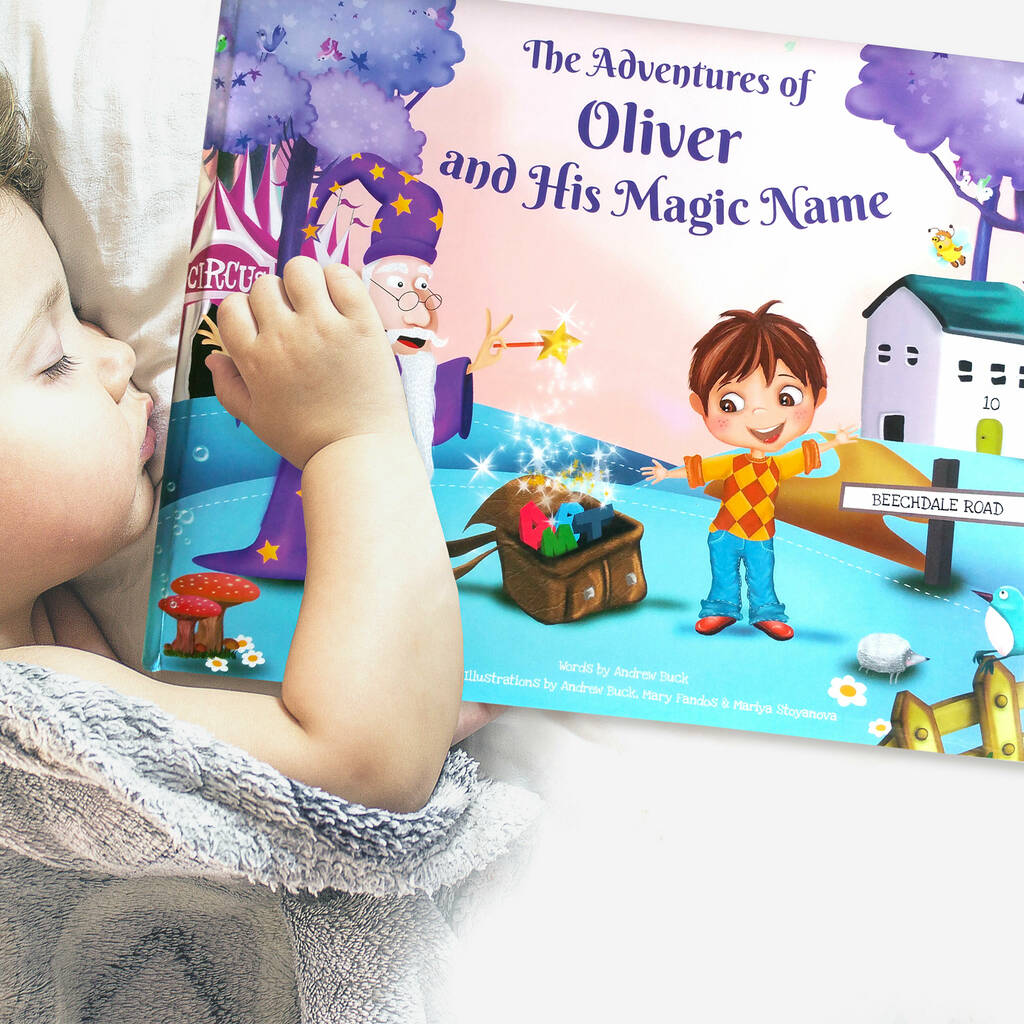 The Adventures of
Oliver
and His Magic Name
CIRCUS
10
BEECHDALE ROAD
Words by Andrew Buck
Illustrations by Andrew Buck, Mary Fandos & Mariya Stoyanova